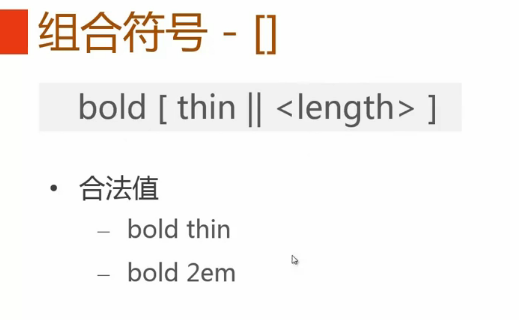 组合符号 - []
bold [ thin || <length> ]
• 合法值
– bold thin
– bold 2em